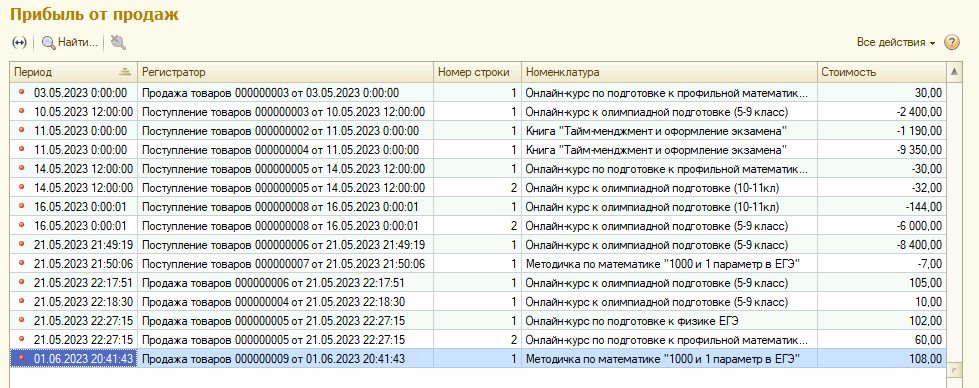 Прибыль от продаж
Найти... Все действия ?
Период Регистратор Номер строки Номенклатура Стоимость
03.05.2023 0:00:00 Продажа товаров 000000003 от 03.05.2023 0:00:00 1 Онлайн-курс по подготовке к профильной математик... 30,00
10.05.2023 12:00:00 Поступление товаров 000000003 от 10.05.2023 12:00:00 1 Онлайн-курс к олимпиадной подготовке (5-9 класс) -2 400,00
11.05.2023 0:00:00 Поступление товаров 000000002 от 11.05.2023 0:00:00 1 Книга "Тайм-менджмент и оформление экзамена" -1 190,00
11.05.2023 0:00:00 Поступление товаров 000000004 от 11.05.2023 0:00:00 1 Книга "Тайм-менджмент и оформление экзамена" -9 350,00
14.05.2023 12:00:00 Поступление товаров 000000005 от 14.05.2023 12:00:00 1 Онлайн-курс по подготовке к профильной математик... -30,00
14.05.2023 12:00:00 Поступление товаров 000000005 от 14.05.2023 12:00:00 2 Онлайн курс к олимпиадной подготовке (10-11кл) -32,00
16.05.2023 0:00:01 Поступление товаров 000000008 от 16.05.2023 0:00:01 1 Онлайн курс к олимпиадной подготовке (10-11кл) -144,00
16.05.2023 0:00:01 Поступление товаров 000000008 от 16.05.2023 0:00:01 2 Онлайн-курс к олимпиадной подготовке (5-9 класс) -6 000,00
21.05.2023 21:49:19 Поступление товаров 000000006 от 21.05.2023 21:49:19 1 Онлайн-курс к олимпиадной подготовке (5-9 класс) -8 400,00
21.05.2023 21:50:06 Поступление товаров 000000007 от 21.05.2023 21:50:06 1 Методичка по математике "1000 и 1 параметр в ЕГЭ" -7,00
21.05.2023 22:17:51 Продажа товаров 000000006 от 21.05.2023 22:17:51 1 Онлайн-курс к олимпиадной подготовке (5-9 класс) 105,00
21.05.2023 22:18:30 Продажа товаров 000000004 от 21.05.2023 22:18:30 1 Онлайн-курс к олимпиадной подготовке (5-9 класс) 10,00
21.05.2023 22:27:15 Продажа товаров 000000005 от 21.05.2023 22:27:15 1 Онлайн-курс по подготовке к физике ЕГЭ 102,00
21.05.2023 22:27:15 Продажа товаров 000000005 от 21.05.2023 22:27:15 2 Онлайн-курс по подготовке к профильной математик... 60,00
01.06.2023 20:41:43 Продажа товаров 000000009 от 01.06.2023 20:41:43 1 Методичка по математике "1000 и 1 параметр в ЕГЭ" 108,00